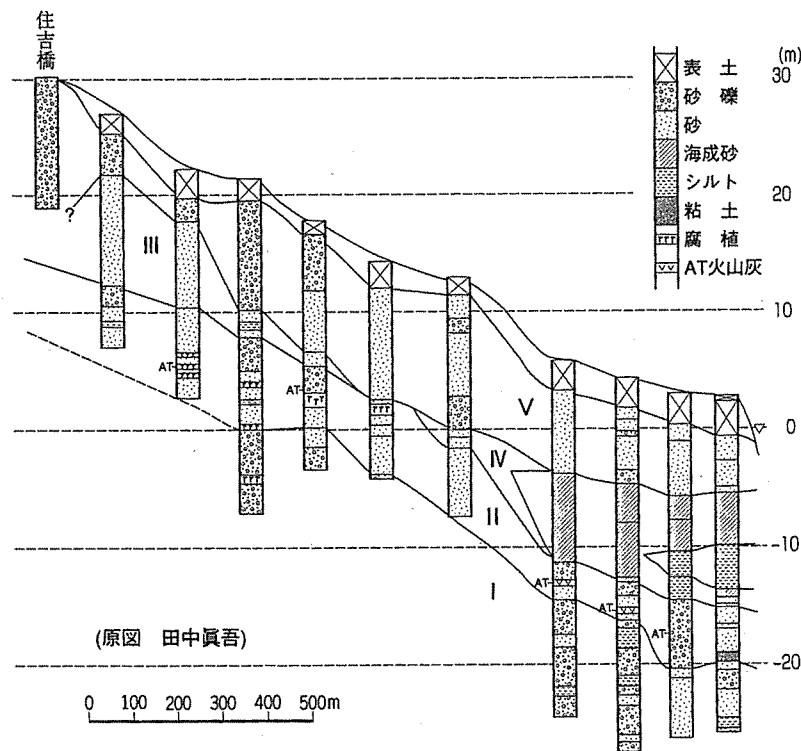 住吉橋
(m)
30
20
10
0
-10
-20
表土
砂礫
砂
海成砂
シルト
粘土
腐植
AT火山灰
?
III
AT
AT
V
IV
II
I
AT
AT
AT
(原図 田中眞吾)
0 100 200 300 400 500m